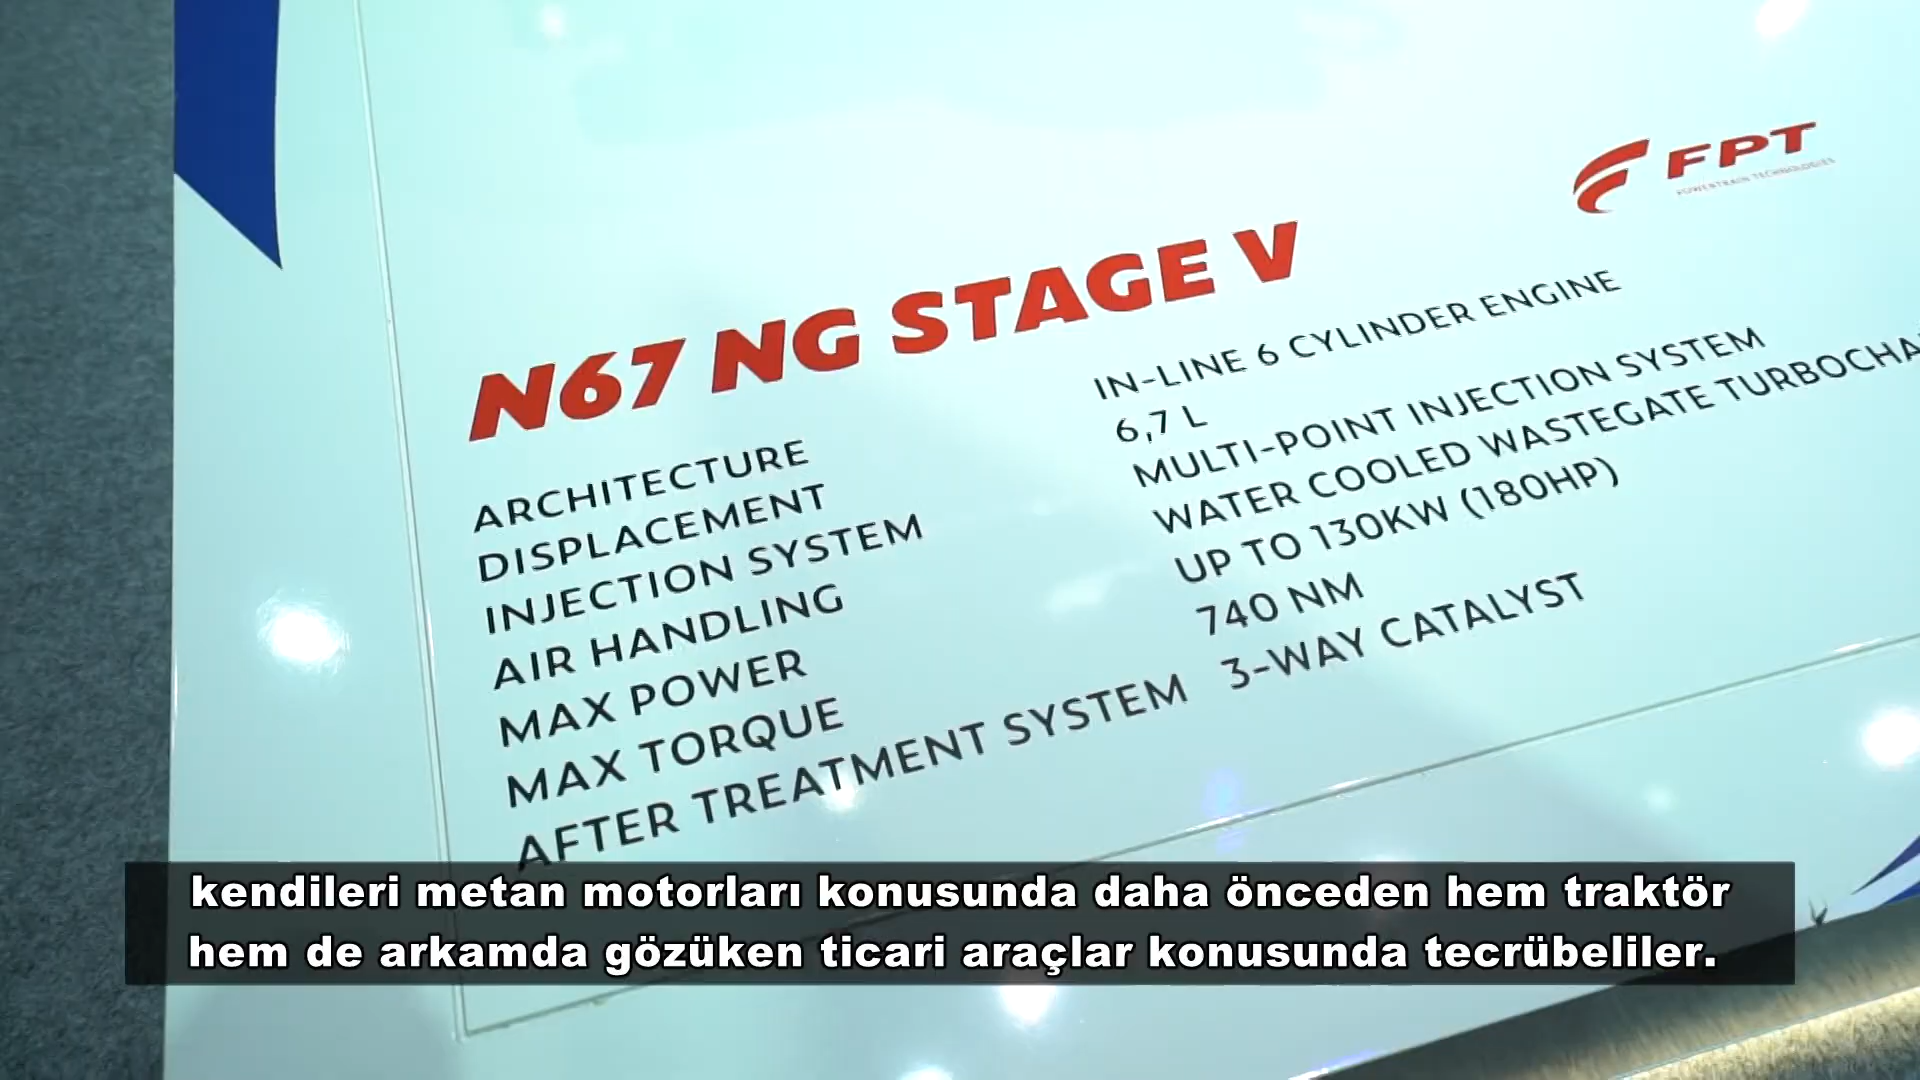 FPT
POWERTRAIN TECHNOLOGIES
N67 NG STAGE V
ARCHITECTURE IN-LINE 6 CYLINDER ENGINE
DISPLACEMENT 6,7 L
INJECTION SYSTEM MULTI-POINT INJECTION SYSTEM
AIR HANDLING WATER COOLED WASTEGATE
MAX POWER UP TO 130KW (180HP)
MAX TORQUE 740 NM
AFTER TREATMENT SYSTEM 3-WAY CATALYST
kendileri metan motorları konusunda daha önceden hem traktör
hem de arkamda gözüken ticari araçlar konusunda tecrübeliler.